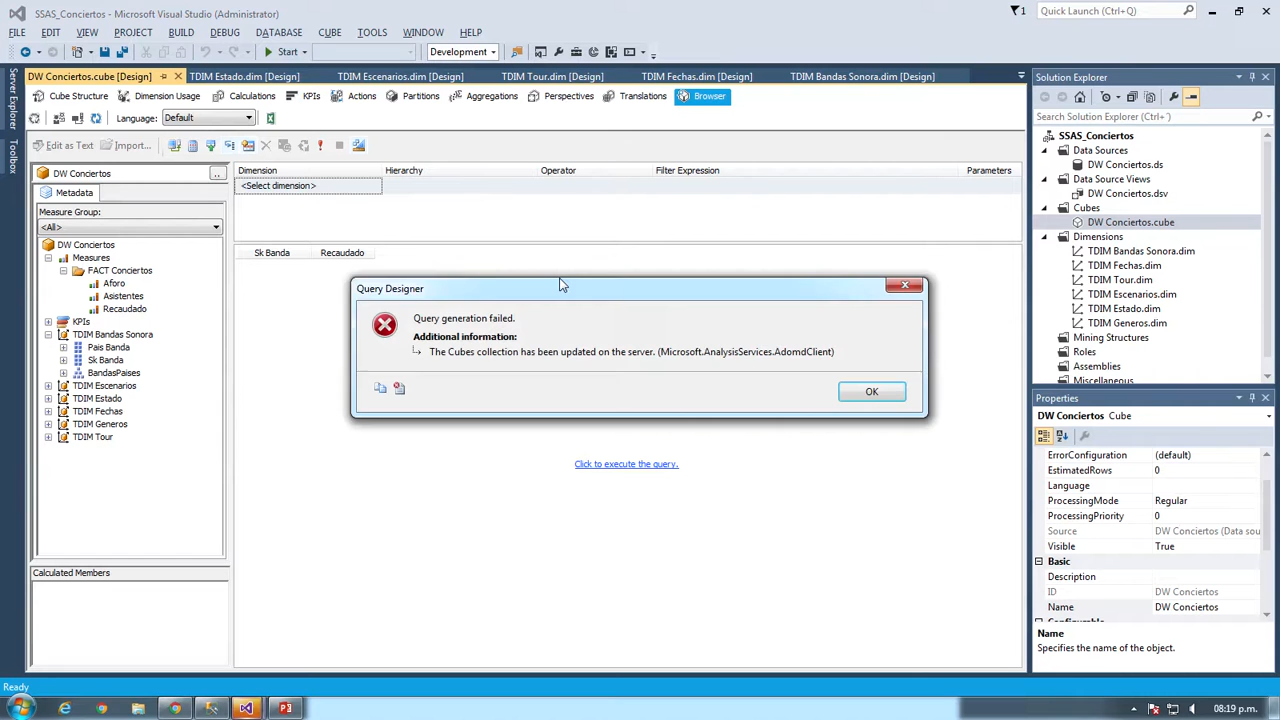 SSAS_Conciertos - Microsoft Visual Studio (Administrator)
1
Quick Launch (Ctrl+Q)
FILE EDIT VIEW PROJECT BUILD DEBUG DATABASE CUBE TOOLS WINDOW HELP
Start Development
Server Explorer
Toolbox
DW Conciertos.cube [Design] TDIM Estado.dim [Design] TDIM Escenarios.dim [Design] TDIM Tour.dim [Design] TDIM Fechas.dim [Design] TDIM Bandas Sonora.dim [Design]
Cube Structure Dimension Usage Calculations KPIs Actions Partitions Aggregations Perspectives Translations Browser
Language: Default
Edit as Text Import...
DW Conciertos ..
Metadata
Measure Group:
<All>
DW Conciertos
Measures
FACT Conciertos
Aforo
Asistentes
Recaudado
KPIs
TDIM Bandas Sonora
Pais Banda
Sk Banda
BandasPaises
TDIM Escenarios
TDIM Estado
TDIM Fechas
TDIM Generos
TDIM Tour
Calculated Members
Dimension Hierarchy Operator Filter Expression Parameters
<Select dimension>
Sk Banda Recaudado
Query Designer
Query generation failed.
Additional information:
The Cubes collection has been updated on the server. (Microsoft.AnalysisServices.AdomdClient)
OK
Click to execute the query.
Solution Explorer
Search Solution Explorer (Ctrl+')
SSAS_Conciertos
Data Sources
DW Conciertos.ds
Data Source Views
DW Conciertos.dsv
Cubes
DW Conciertos.cube
Dimensions
TDIM Bandas Sonora.dim
TDIM Fechas.dim
TDIM Tour.dim
TDIM Escenarios.dim
TDIM Estado.dim
TDIM Generos.dim
Mining Structures
Roles
Assemblies
Miscellaneous
Properties
DW Conciertos Cube
ErrorConfiguration (default)
EstimatedRows 0
Language
ProcessingMode Regular
ProcessingPriority 0
Source DW Conciertos (Data sou
Visible True
Basic
Description
ID DW Conciertos
Name DW Conciertos
Configurable
Name
Specifies the name of the object.
Ready
08:19 p.m.